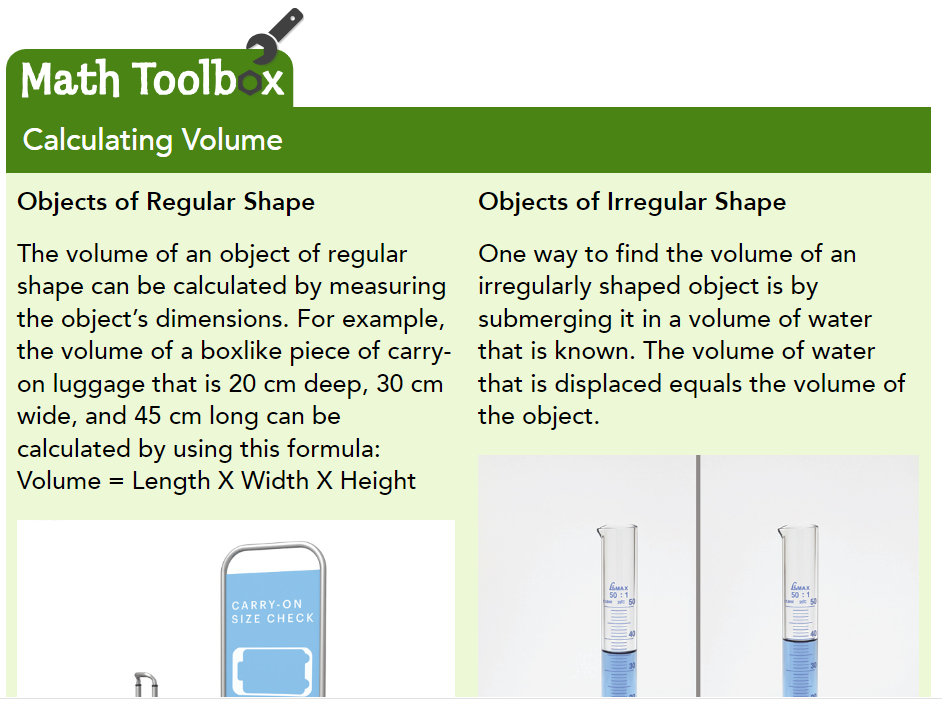 Math Toolbox
Calculating Volume
Objects of Regular Shape
The volume of an object of regular
shape can be calculated by measuring
the object's dimensions. For example,
the volume of a boxlike piece of carry-
on luggage that is 20 cm deep, 30 cm
wide, and 45 cm long can be
calculated by using this formula:
Volume = Length X Width X Height
CARRY-ON
SIZE CHECK
Objects of Irregular Shape
One way to find the volume of an
irregularly shaped object is by
submerging it in a volume of water
that is known. The volume of water
that is displaced equals the volume of
the object.
50 : 1
50
40
30
50 : 1
50
40
30